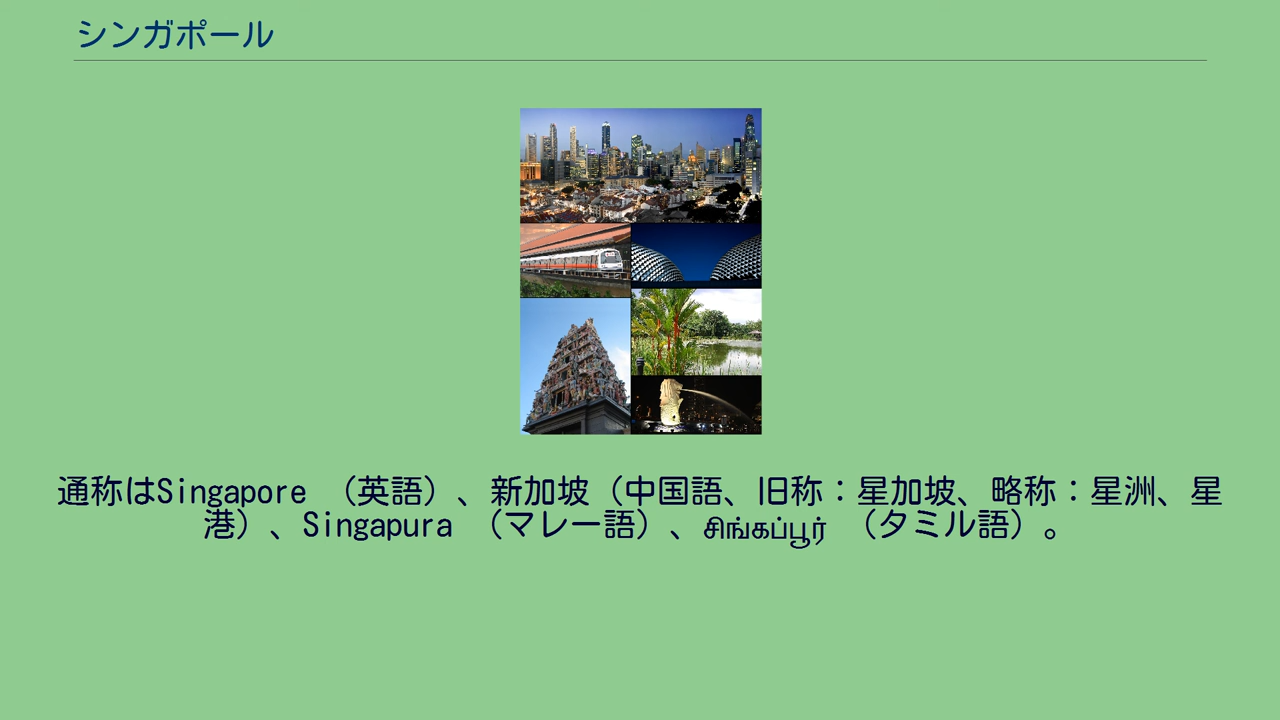 シンガポール
通称はSingapore （英語）、新加坡（中国語、旧称：星加坡、略称：星洲、星
港）、Singapura （マレー語）、சிங்கப்பூர் （タミル語）。